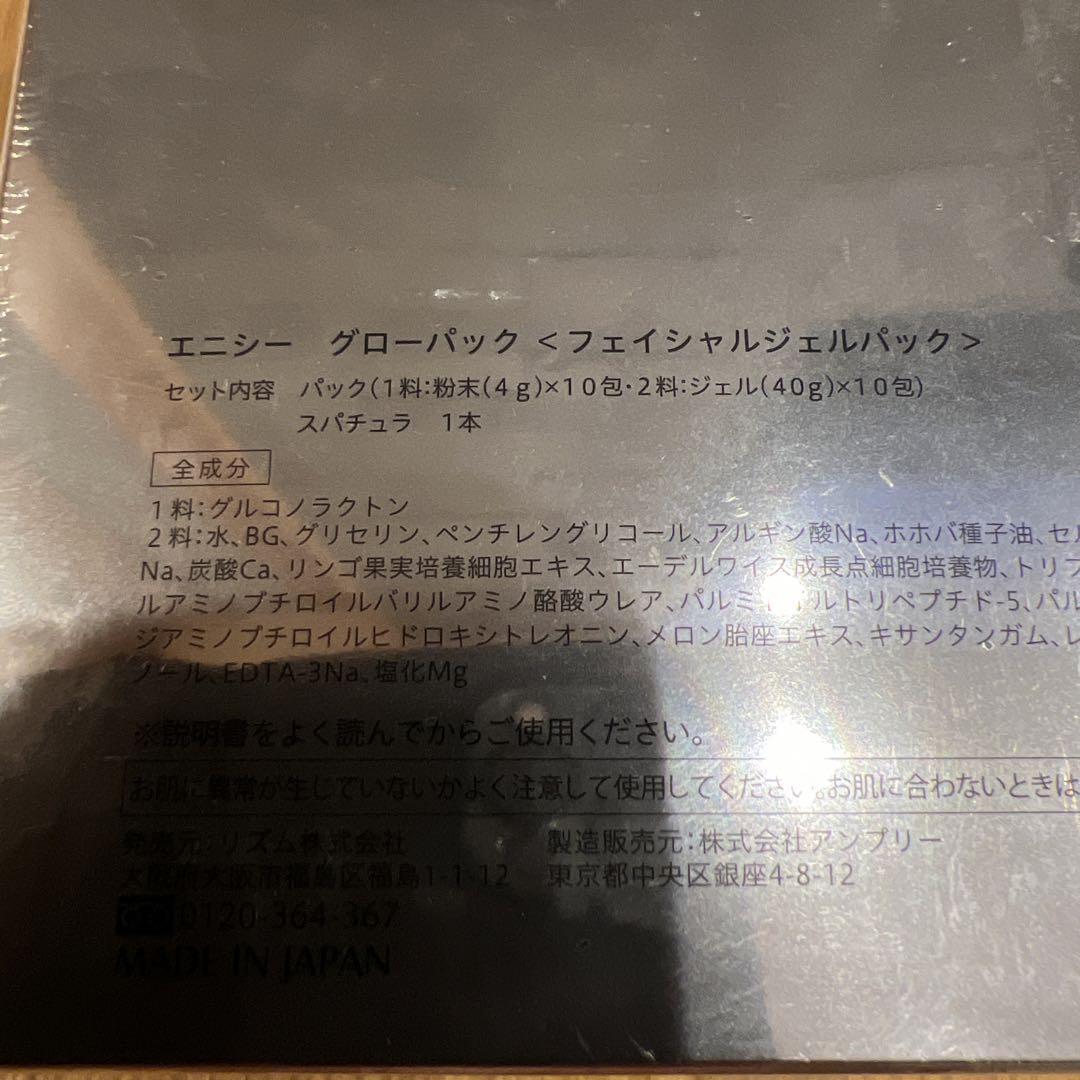 エニシー グローパック <フェイシャルジェルパック>
セット内容 パック(1料:粉末(4g)×10包・2料:ジェル(40g)×10包)
スパチュラ 1本
全成分
1料:グルコノラクトン
2料:水、BG、グリセリン、ペンチレングリコール、アルギン酸Na、ホホバ種子油、セル
Na、炭酸Ca、リンゴ果実培養細胞エキス、エーデルワイス成長点細胞培養物、トリフ
ルアミノブチロイルバリルアミノ酪酸ウレア、パルミトイルトリペプチド-5、パル
ジアミノブチロイルヒドロキシトレオニン、メロン胎座エキス、キサンタンガム、レ
ノール、EDTA-3Na、塩化Mg
※説明書をよく読んでからご使用ください。
お肌に異常が生じていないかよく注意して使用してください。お肌に合わないときは
発売元:リズム株式会社 製造販売元:株式会社アンプリー
大阪府大阪市福島区福島1-1-12 東京都中央区銀座4-8-12
0120-364-367
MADE IN JAPAN